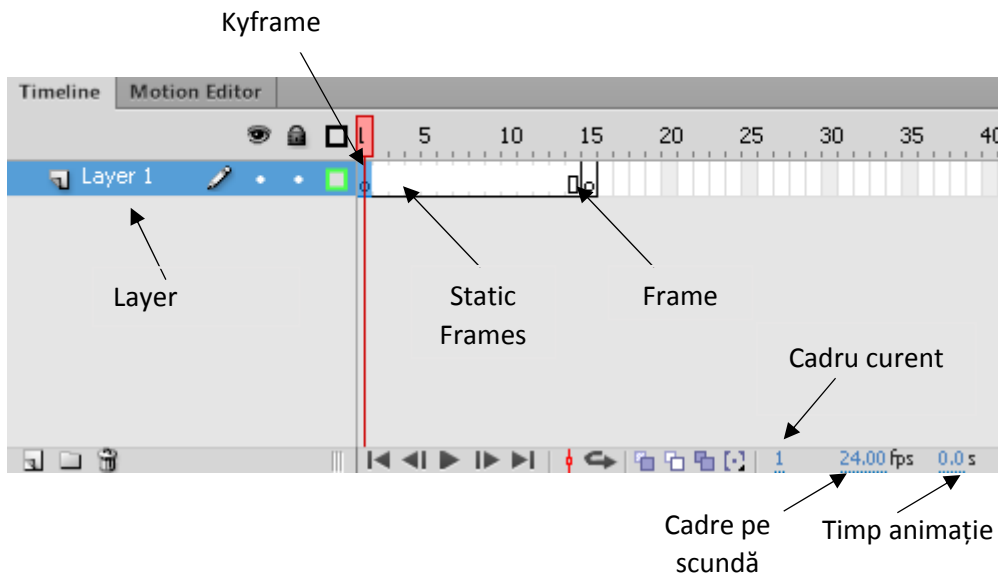 Kyframe
Timeline Motion Editor
1 5 10 15 20 25 30 35 40
Layer 1
Layer
Static
Frames
Frame
Cadru curent
1 24.00 fps 0.0 s
Cadre pe
scundă
Timp animație